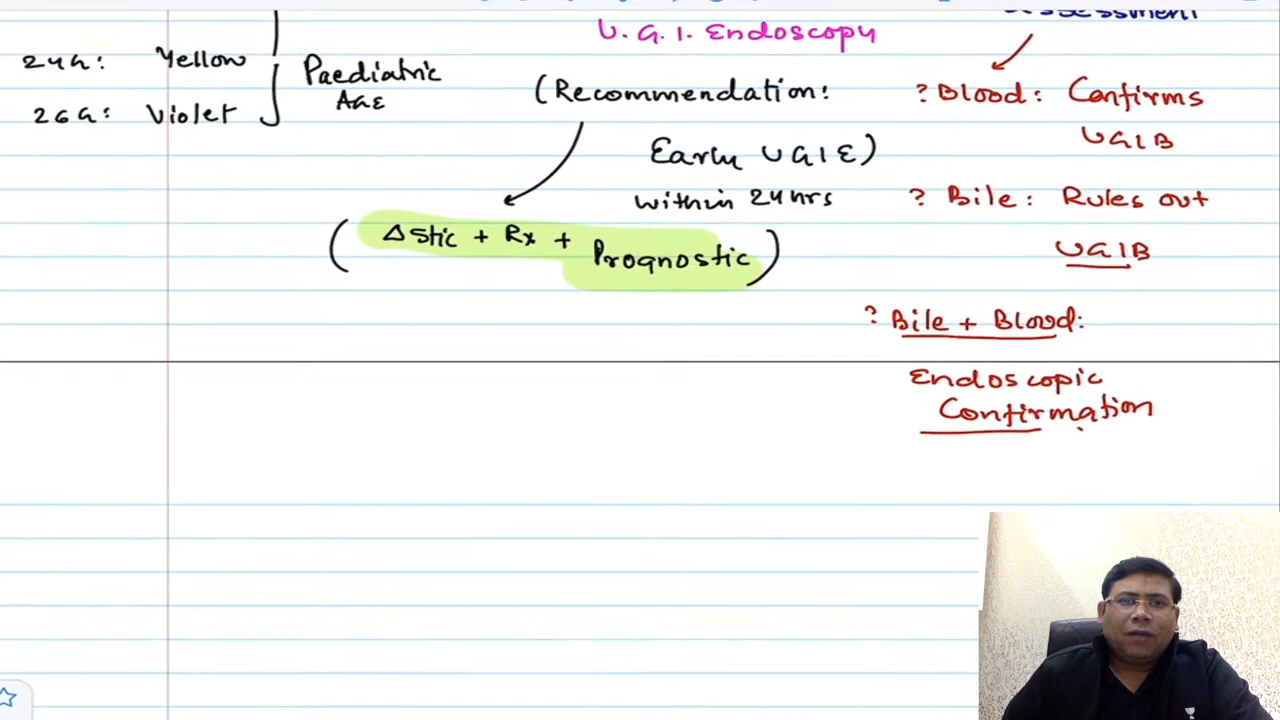 24G: Yellow
26G: Violet
Paediatric
AGE
U.G.I. Endoscopy
(Recommendation:
Early UGIE)
within 24hrs
(Δstic + Rx +
Prognostic)
Assessment
? Blood: Confirms
UGIB
? Bile: Rules out
UGIB
? Bile + Blood:
Endoscopic
Confirmation